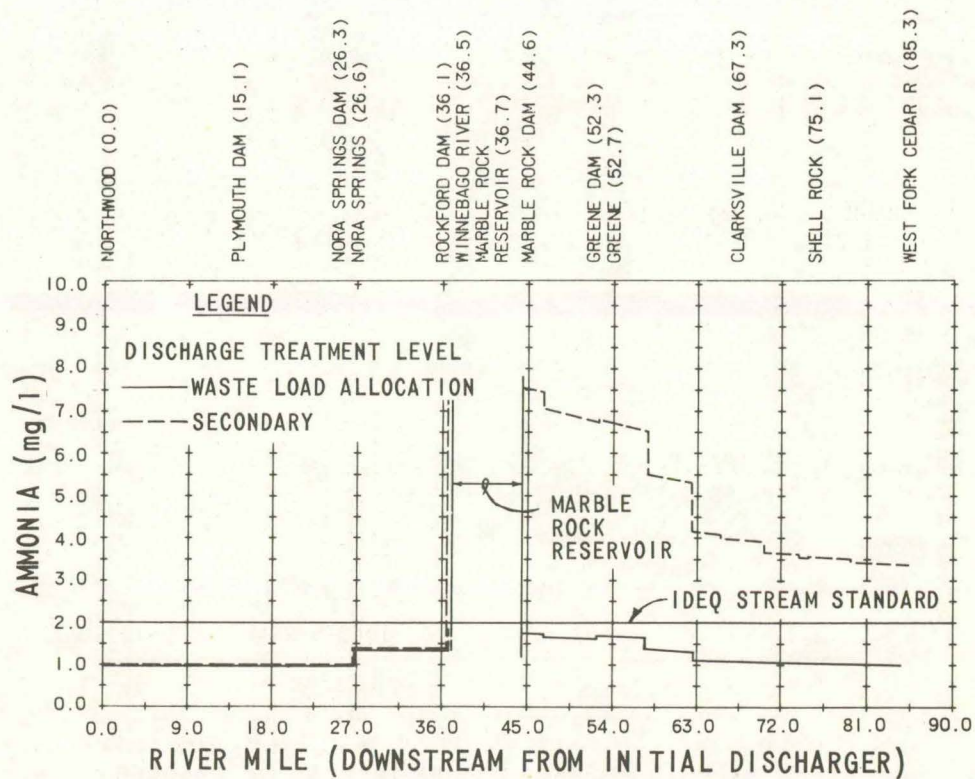 NORTHWOOD (0.0)
PLYMOUTH DAM (15.1)
NORA SPRINGS DAM (26.3)
NORA SPRINGS (26.6)
ROCKFORD DAM (36.1)
WINNEBAGO RIVER (36.5)
MARBLE ROCK
RESERVOIR (36.7)
MARBLE ROCK DAM (44.6)
GREENE DAM (52.3)
GREENE (52.7)
CLARKSVILLE DAM (67.3)
SHELL ROCK (75.1)
WEST FORK CEDAR R (85.3)
AMMONIA (mg/l)
10.0
9.0
8.0
7.0
6.0
5.0
4.0
3.0
2.0
1.0
0.0
LEGEND
DISCHARGE TREATMENT LEVEL
WASTE LOAD ALLOCATION
SECONDARY
MARBLE
ROCK
RESERVOIR
IDEQ STREAM STANDARD
0.0 9.0 18.0 27.0 36.0 45.0 54.0 63.0 72.0 81.0 90.0
RIVER MILE (DOWNSTREAM FROM INITIAL DISCHARGER)